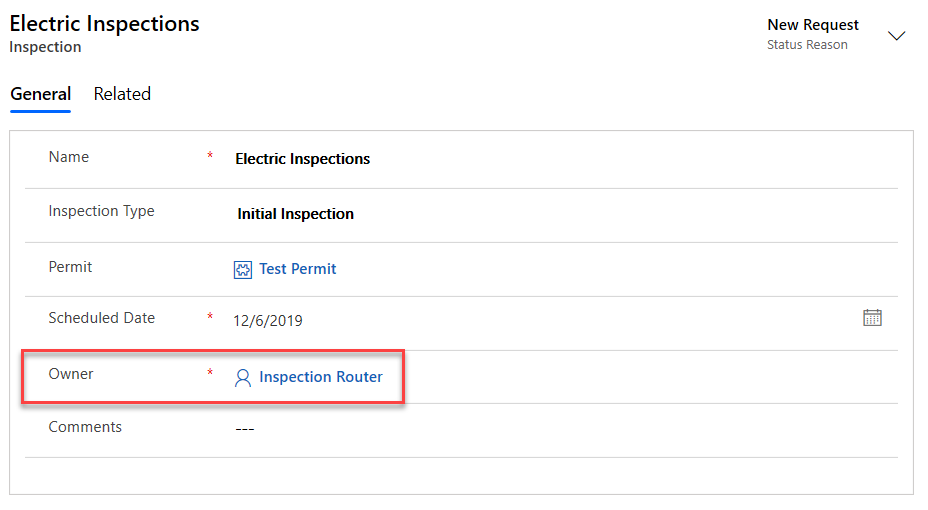 Electric Inspections
Inspection
New Request
Status Reason
General Related
Name * Electric Inspections
Inspection Type Initial Inspection
Permit Test Permit
Scheduled Date * 12/6/2019
Owner * Inspection Router
Comments ---